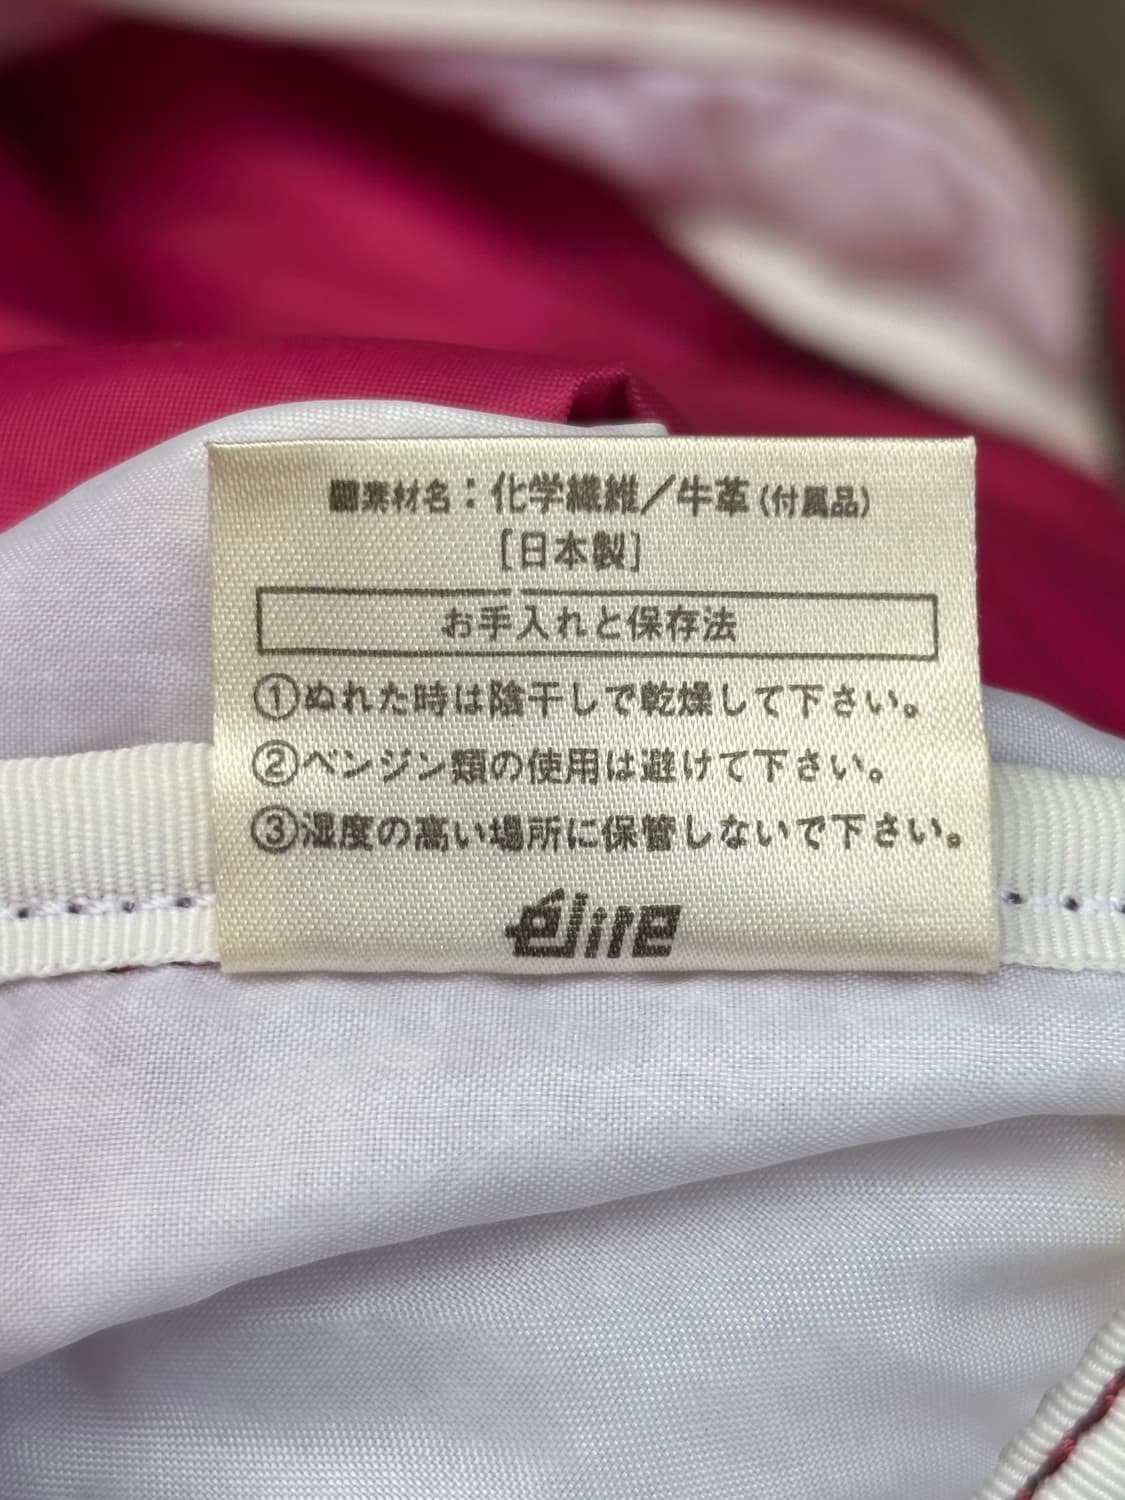 ■素材名：化学繊維／牛革（付属品）
［日本製］
お手入れと保存法
①ぬれた時は陰干しで乾燥して下さい。
②ベンジン類の使用は避けて下さい。
③湿度の高い場所に保管しないで下さい。
élite